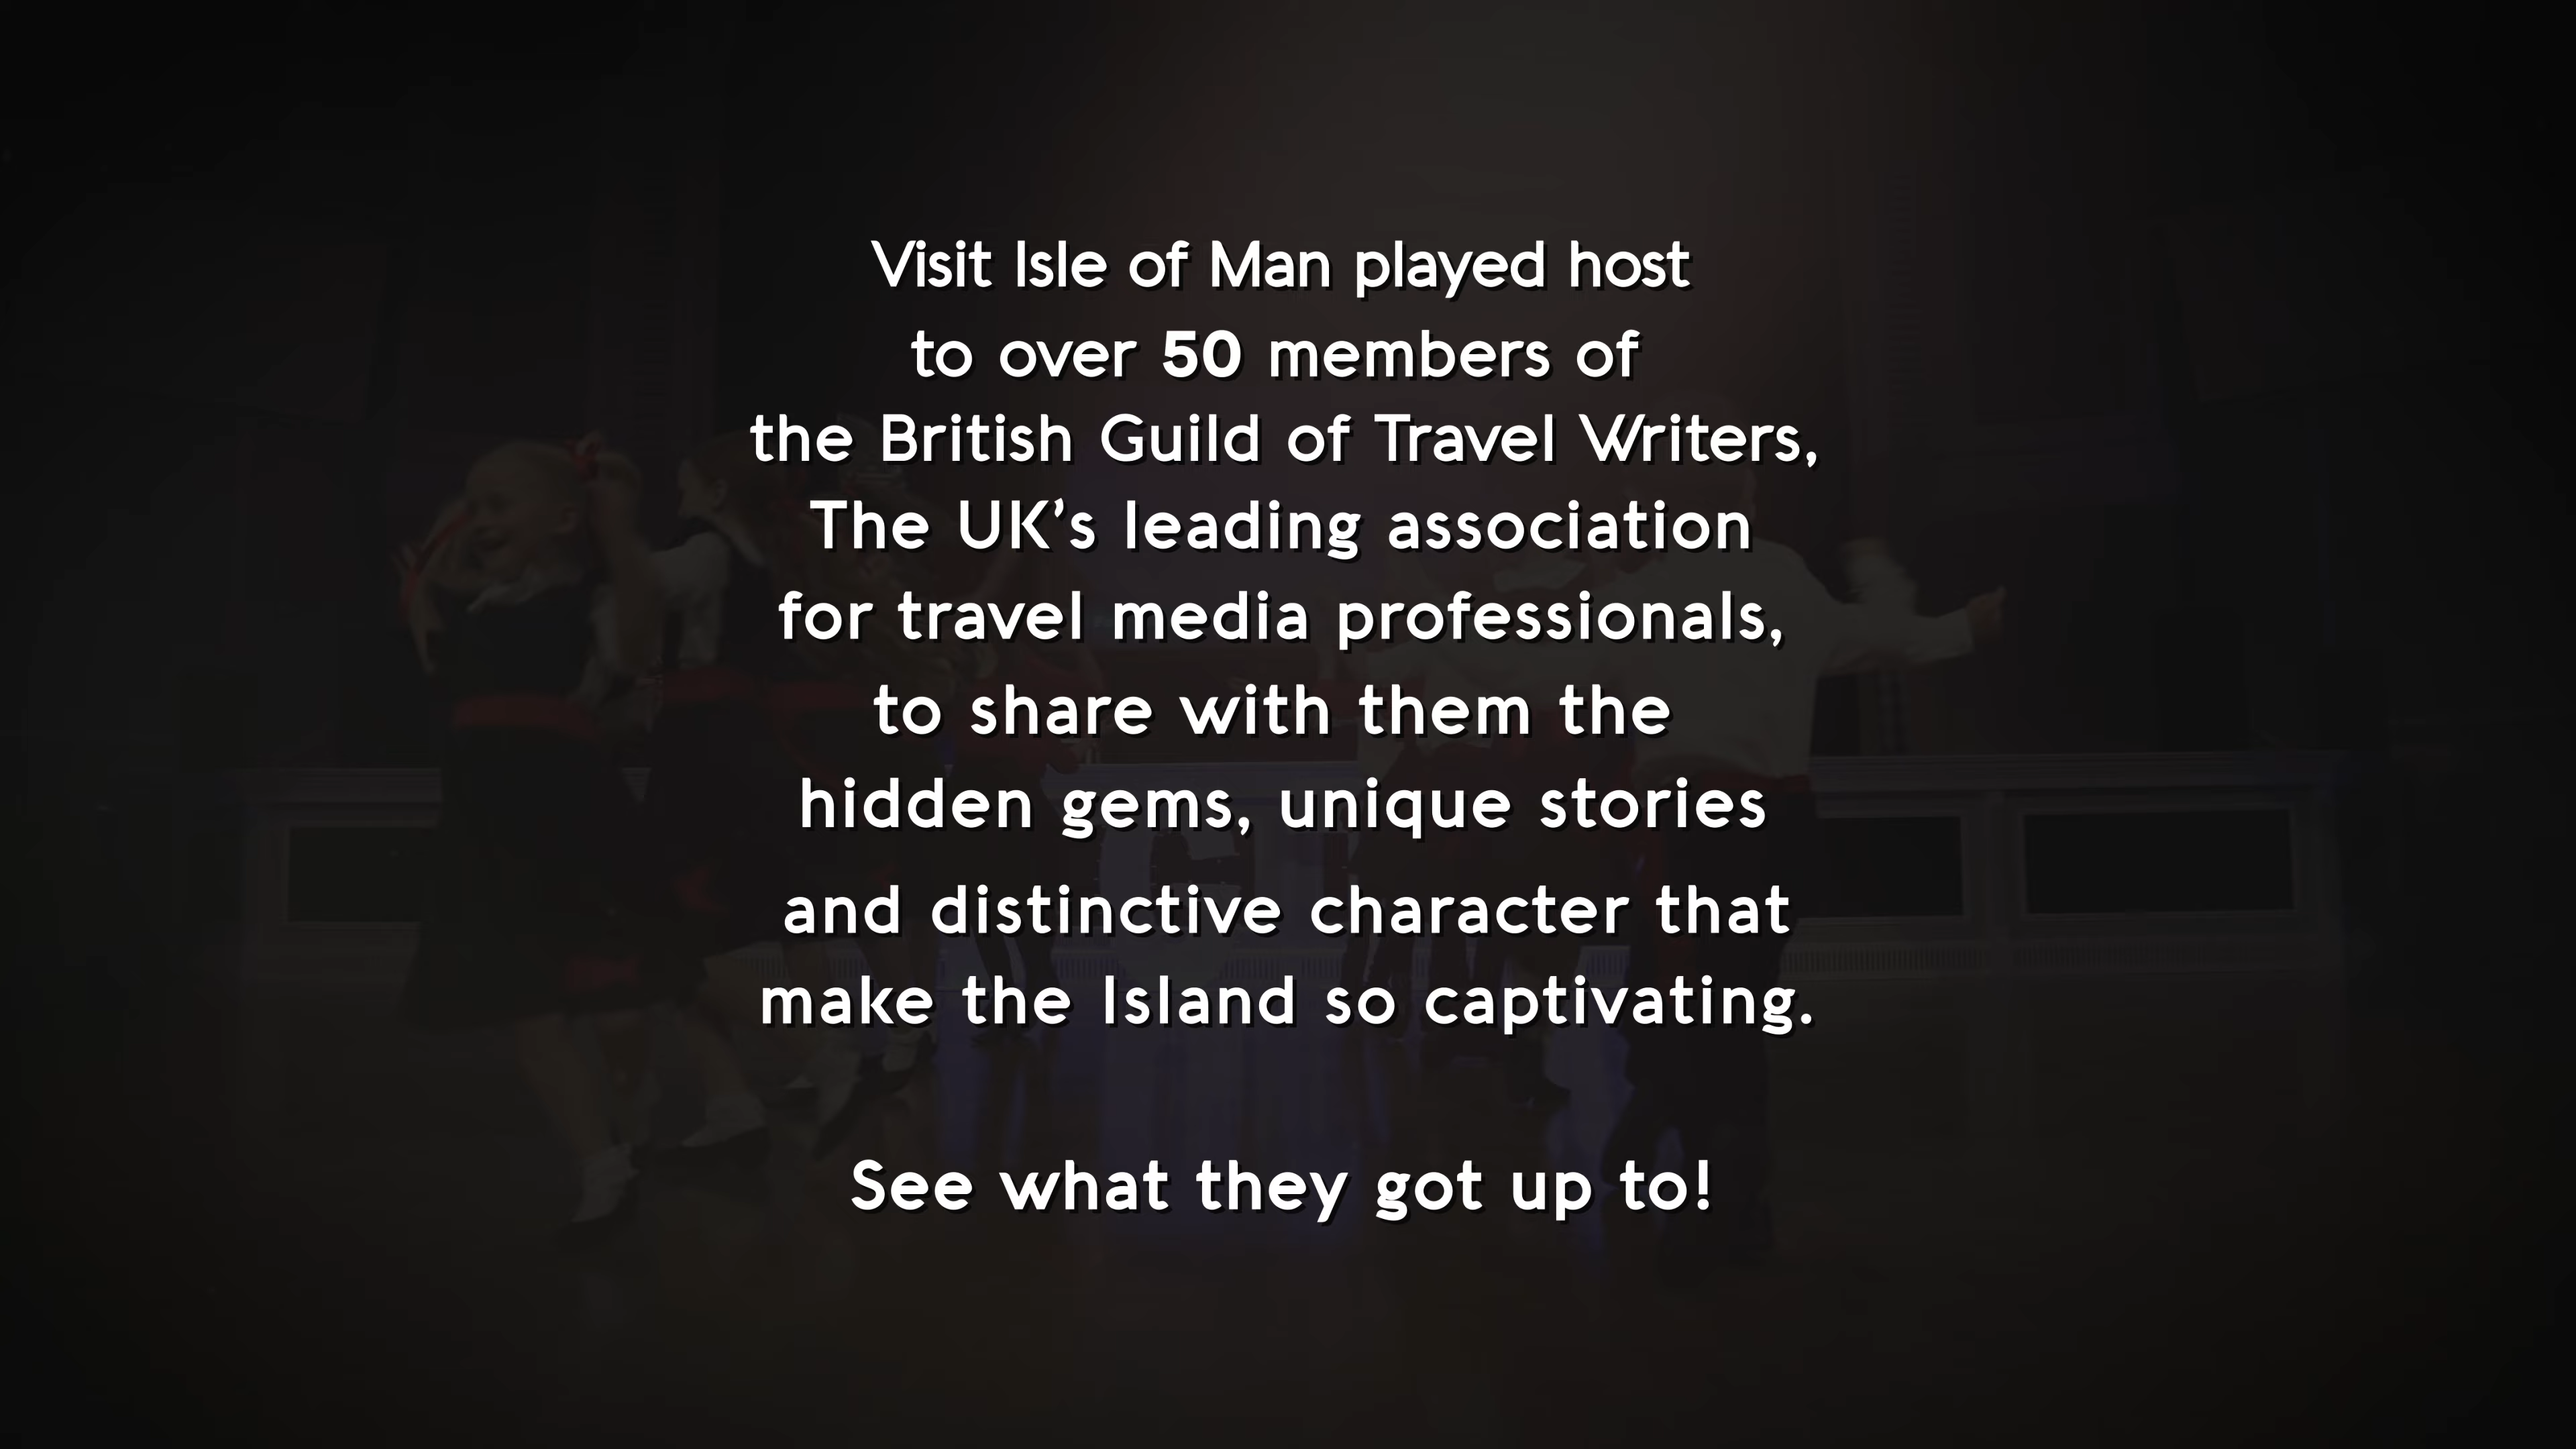 Visit Isle of Man played host
to over 50 members of
the British Guild of Travel Writers,
The UK’s leading association
for travel media professionals,
to share with them the
hidden gems, unique stories
and distinctive character that
make the Island so captivating.
See what they got up to!